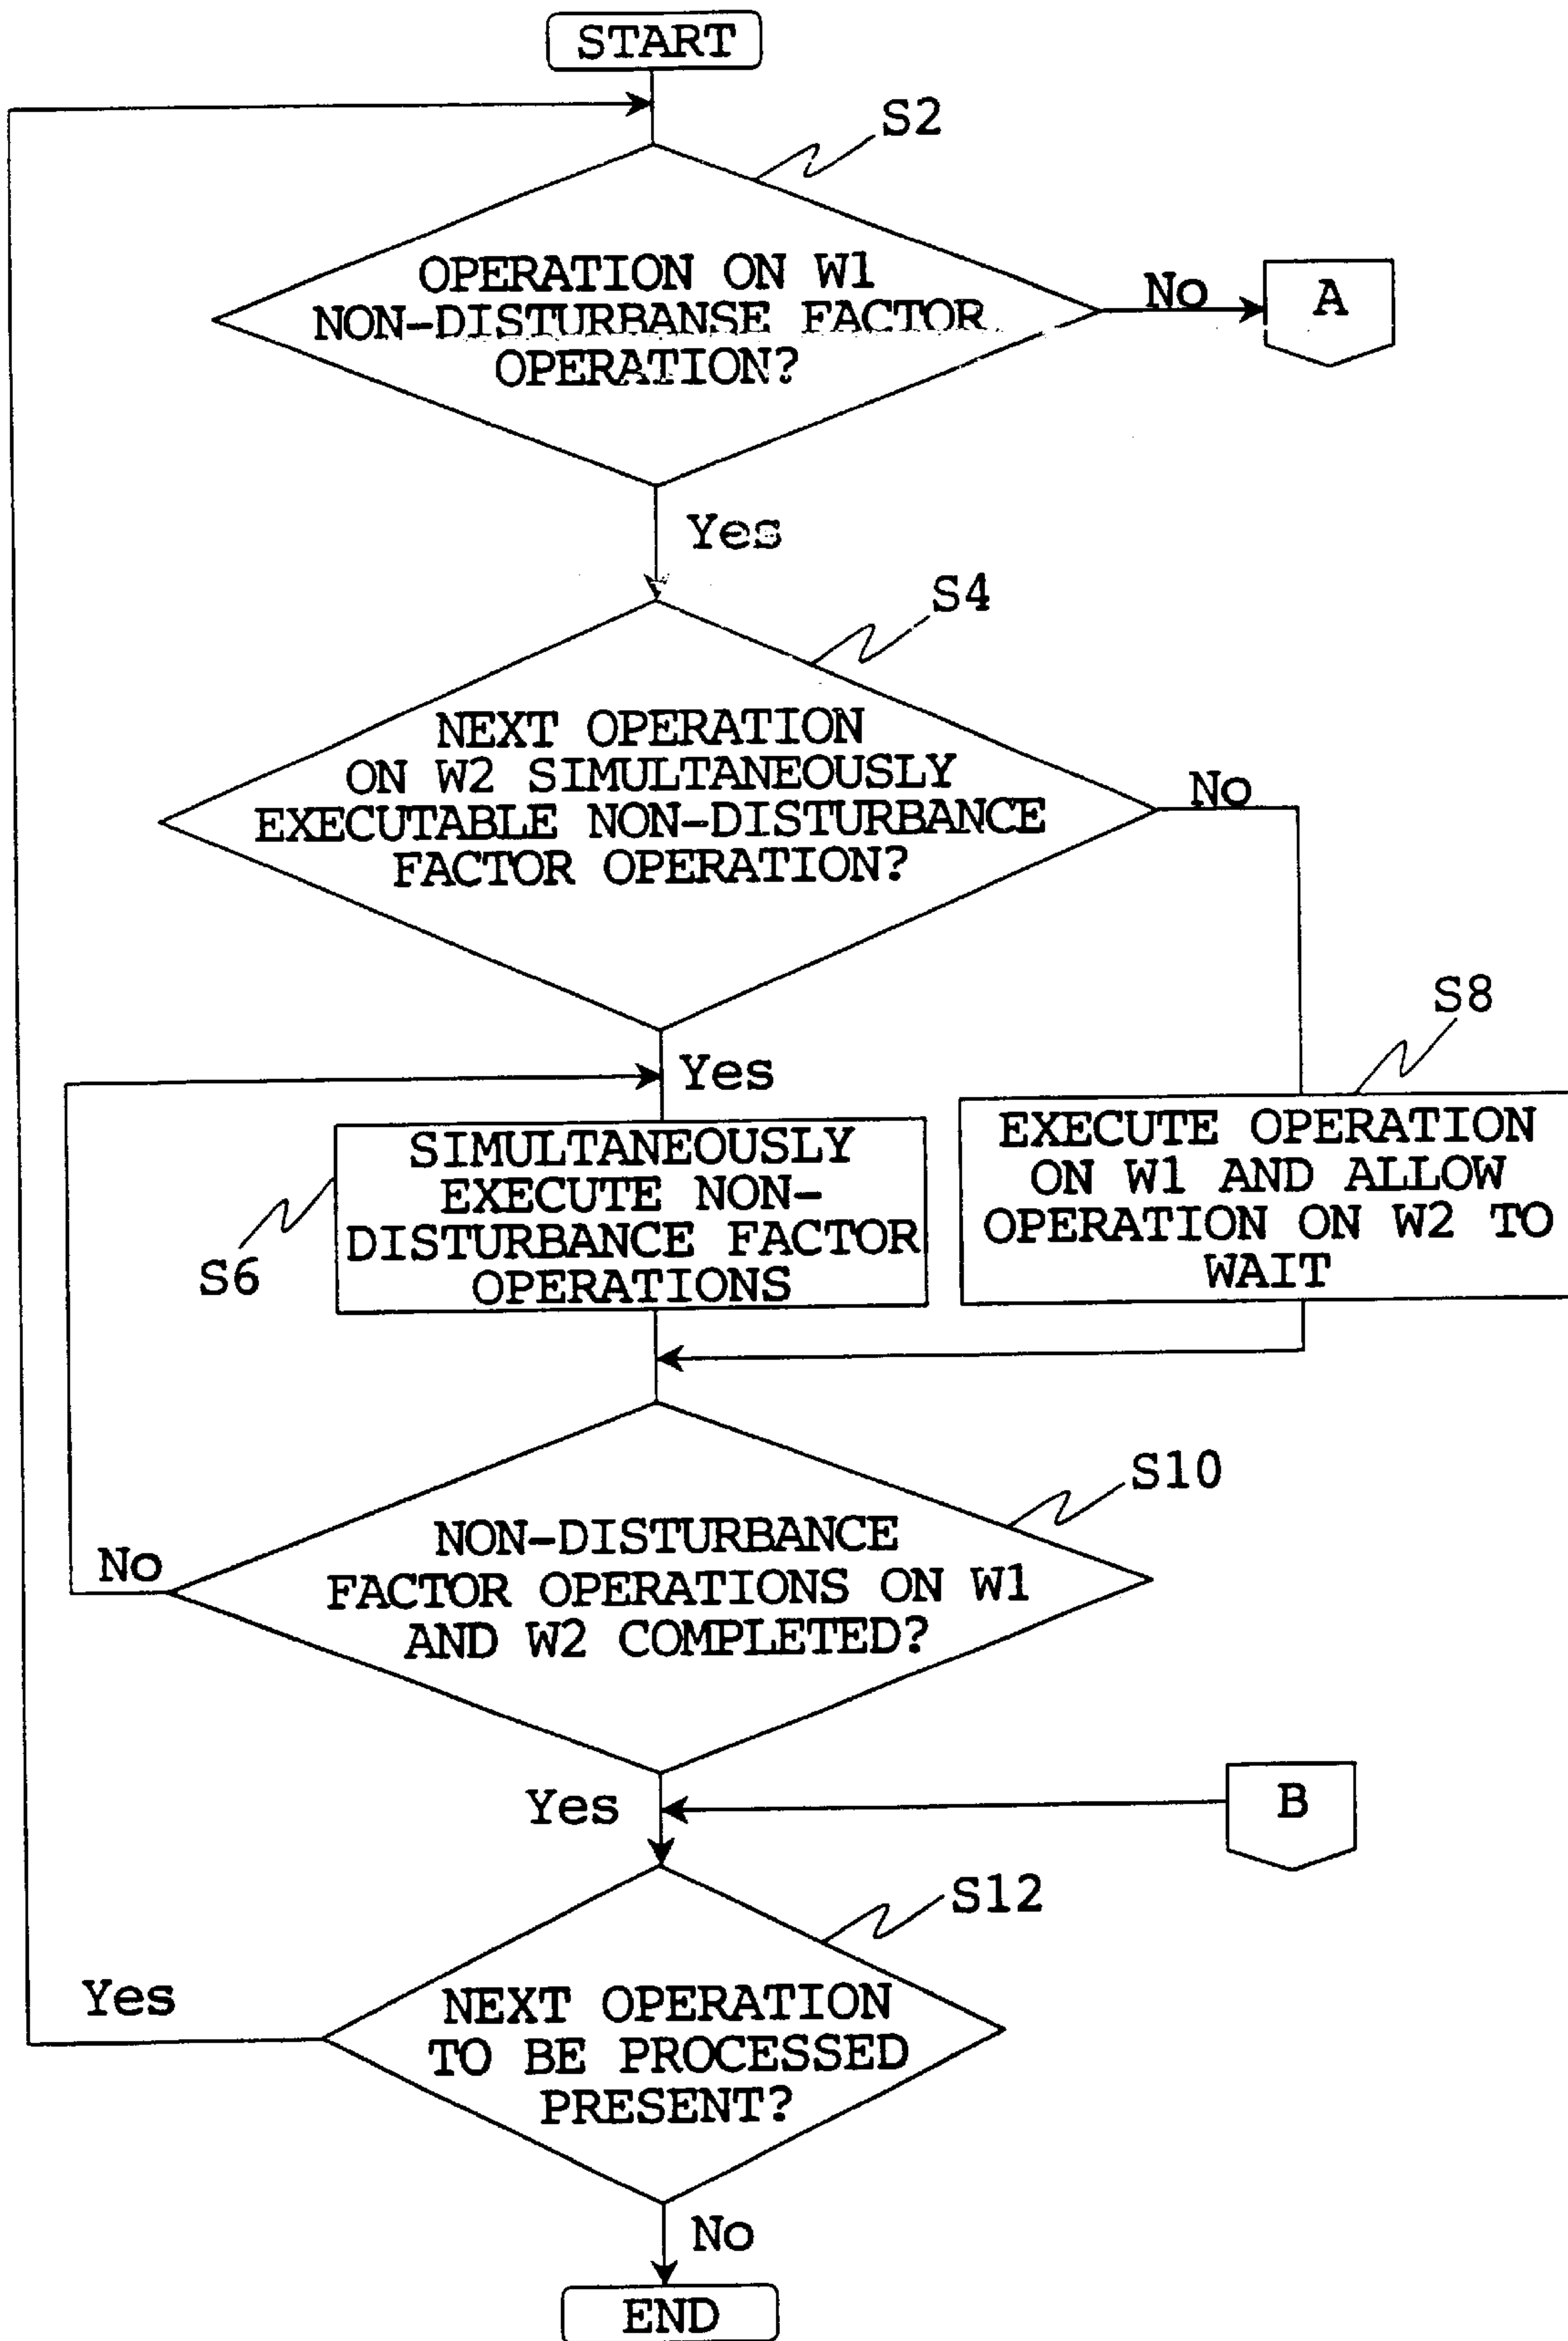 START
S2
OPERATION ON W1
NON-DISTURBANSE FACTOR
OPERATION?
No
A
Yes
S4
NEXT OPERATION
ON W2 SIMULTANEOUSLY
EXECUTABLE NON-DISTURBANCE
FACTOR OPERATION?
No
Yes
S8
SIMULTANEOUSLY
EXECUTE NON-
DISTURBANCE FACTOR
OPERATIONS
S6
EXECUTE OPERATION
ON W1 AND ALLOW
OPERATION ON W2 TO
WAIT
S10
NON-DISTURBANCE
FACTOR OPERATIONS ON W1
AND W2 COMPLETED?
No
Yes
B
S12
NEXT OPERATION
TO BE PROCESSED
PRESENT?
Yes
No
END